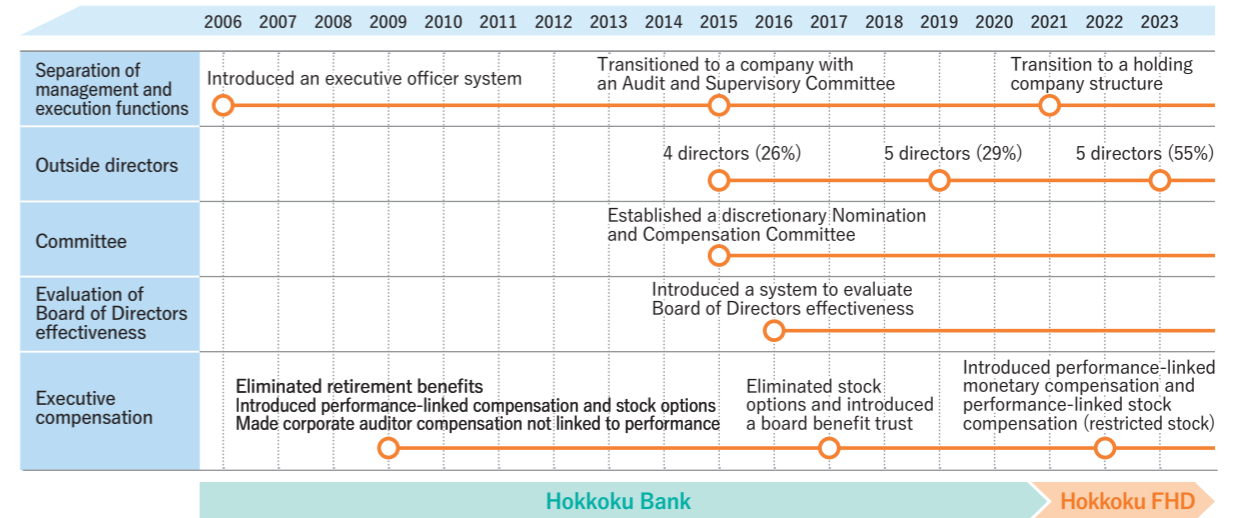 2006 2007 2008 2009 2010 2011 2012 2013 2014 2015 2016 2017 2018 2019 2020 2021 2022 2023
Separation of
management and
execution functions
Introduced an executive officer system
Transitioned to a company with
an Audit and Supervisory Committee
Transition to a holding
company structure
Outside directors
4 directors (26%)
5 directors (29%)
5 directors (55%)
Committee
Established a discretionary Nomination
and Compensation Committee
Evaluation of
Board of Directors
effectiveness
Introduced a system to evaluate
Board of Directors effectiveness
Executive
compensation
Eliminated retirement benefits
Introduced performance-linked compensation and stock options
Made corporate auditor compensation not linked to performance
Eliminated stock
options and introduced
a board benefit trust
Introduced performance-linked
monetary compensation and
performance-linked stock
compensation (restricted stock)
Hokkoku Bank
Hokkoku FHD